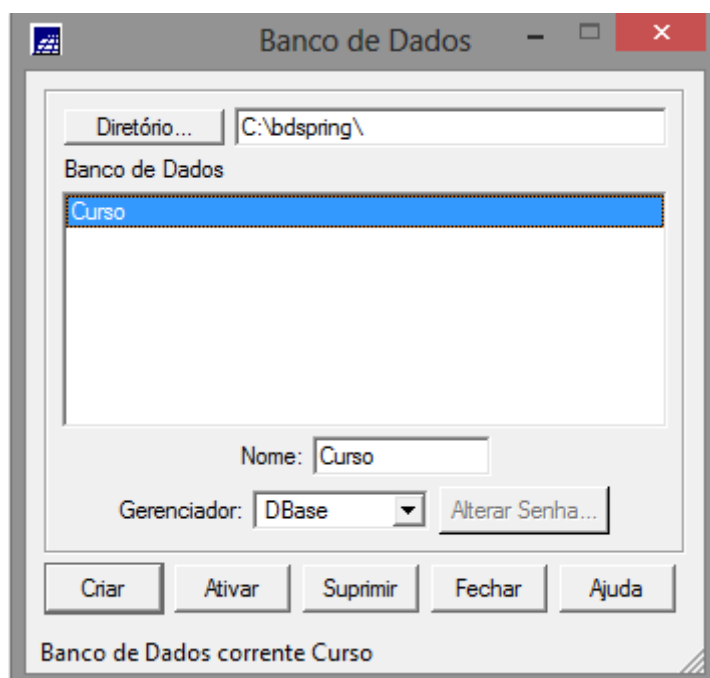 Banco de Dados
Diretório... C:\bdspring\
Banco de Dados
Curso
Nome: Curso
Gerenciador: DBase Alterar Senha...
Criar Ativar Suprimir Fechar Ajuda
Banco de Dados corrente Curso